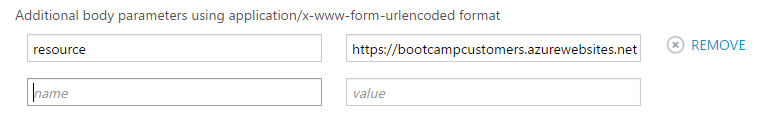 Additional body parameters using application/x-www-form-urlencoded format
resource https://bootcampcustomers.azurewebsites.net REMOVE
name value